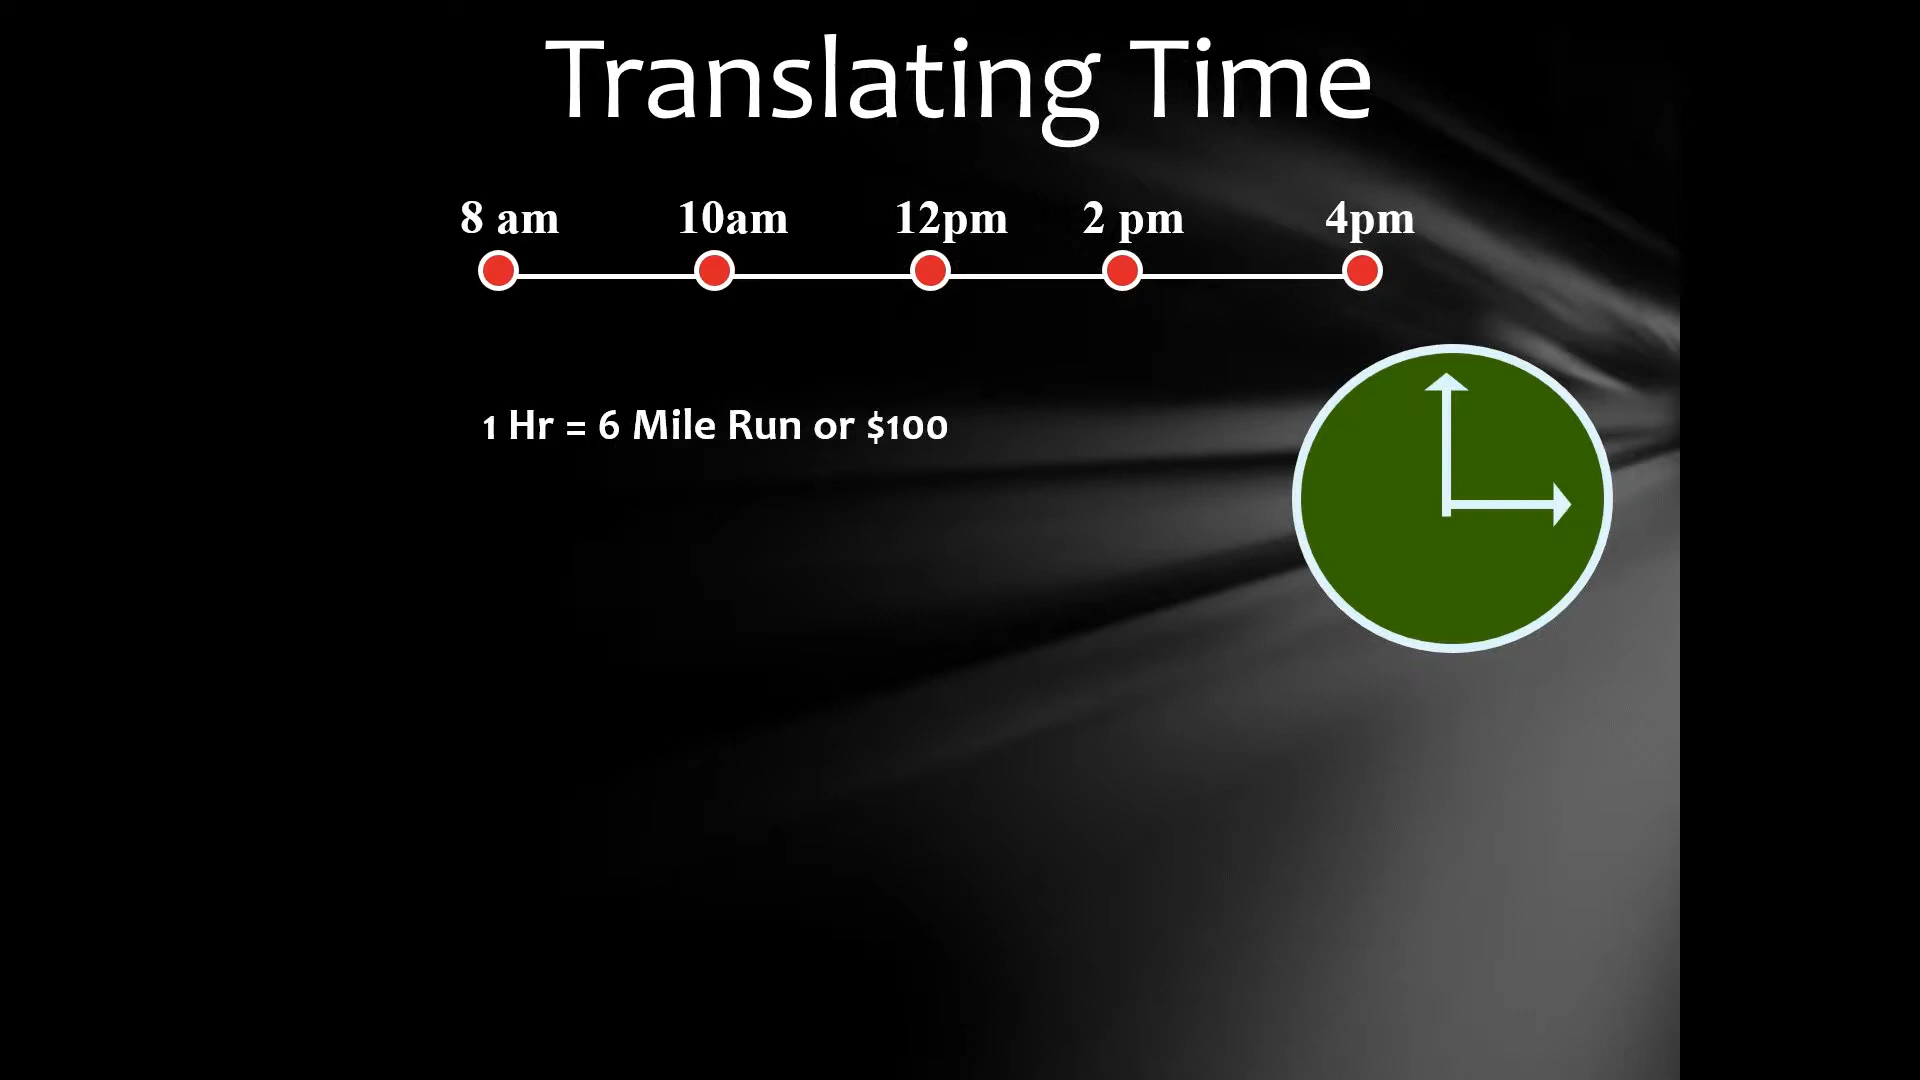 Translating Time
8 am 10am 12pm 2 pm 4pm
1 Hr = 6 Mile Run or $100